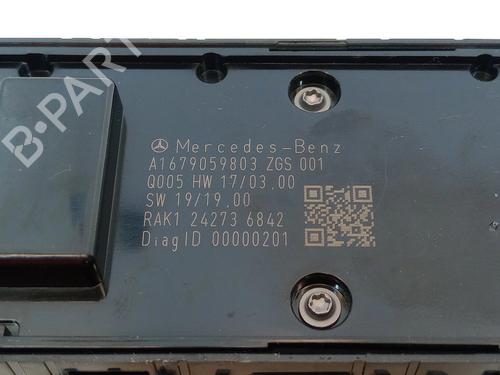 B-PARTS
Mercedes-Benz
A1679059803 ZGS 001
Q005 HW 17/03.00
SW 19/19.00
RAK1 24273 6842
DiagID 00000201